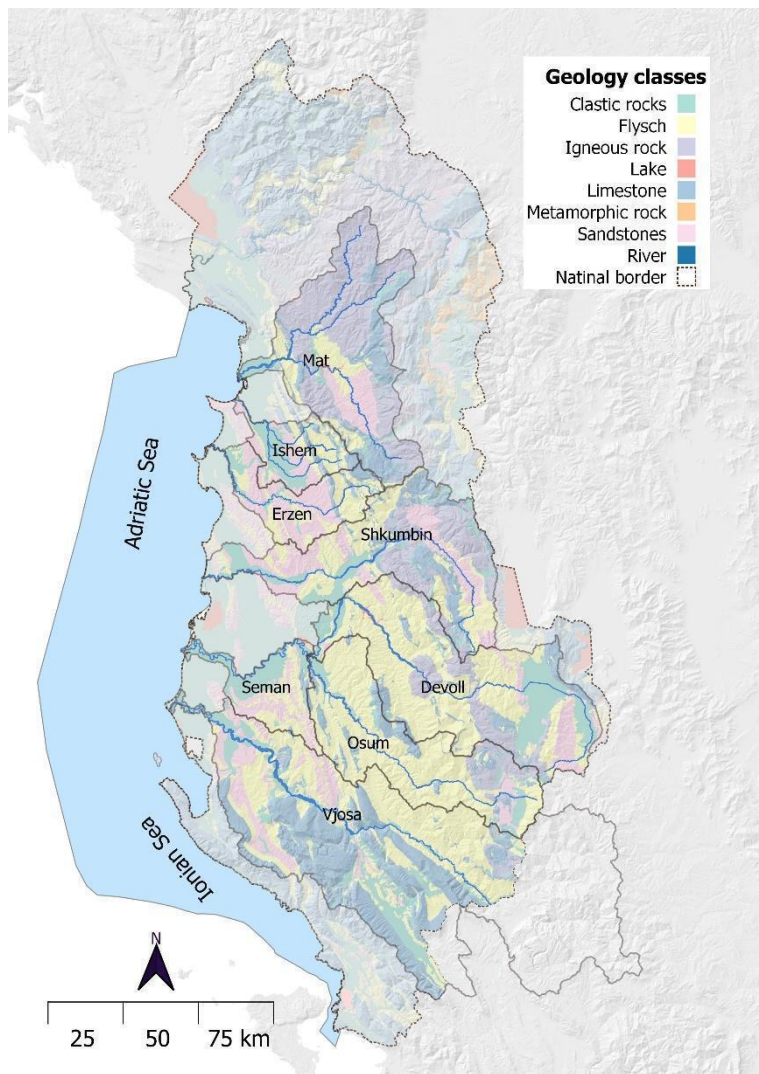 Geology classes
Clastic rocks
Flysch
Igneous rock
Lake
Limestone
Metamorphic rock
Sandstones
River
Natinal border
Mat
Ishem
Adriatic Sea
Erzen
Shkumbin
Seman
Devoll
Osum
Vjosa
Ionian Sea
N
25 50 75 km